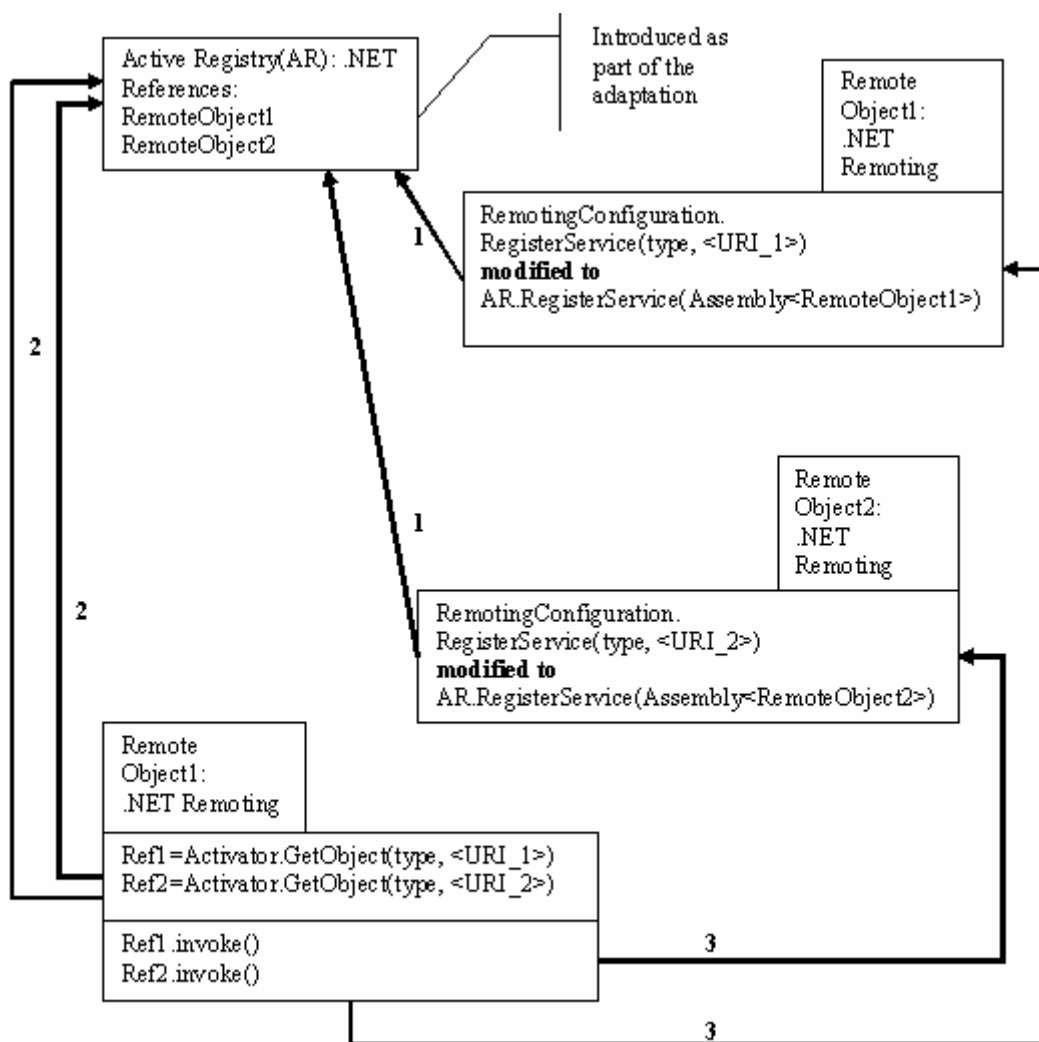 Active Registry(AR): .NET
References:
RemoteObject1
RemoteObject2
Introduced as
part of the
adaptation
Remote
Object1:
.NET
Remoting
RemotingConfiguration.
RegisterService(type, <URI_1>)
modified to
AR.RegisterService(Assembly<RemoteObject1>)
1
2
Remote
Object2:
.NET
Remoting
1
RemotingConfiguration.
RegisterService(type, <URI_2>)
modified to
AR.RegisterService(Assembly<RemoteObject2>)
2
Remote
Object1:
.NET Remoting
Ref1=Activator.GetObject(type, <URI_1>)
Ref2=Activator.GetObject(type, <URI_2>)
Ref1.invoke()
Ref2.invoke()
3
3